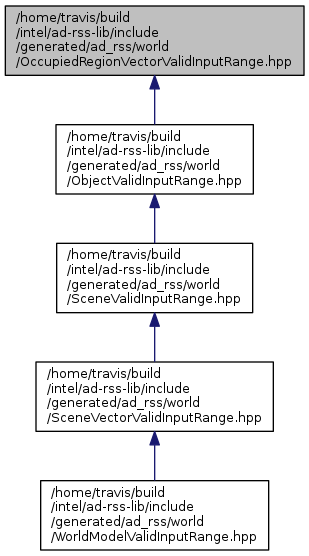 /home/travis/build
/intel/ad-rss-lib/include
/generated/ad_rss/world
/OccupiedRegionVectorValidInputRange.hpp
/home/travis/build
/intel/ad-rss-lib/include
/generated/ad_rss/world
/ObjectValidInputRange.hpp
/home/travis/build
/intel/ad-rss-lib/include
/generated/ad_rss/world
/SceneValidInputRange.hpp
/home/travis/build
/intel/ad-rss-lib/include
/generated/ad_rss/world
/SceneVectorValidInputRange.hpp
/home/travis/build
/intel/ad-rss-lib/include
/generated/ad_rss/world
/WorldModelValidInputRange.hpp